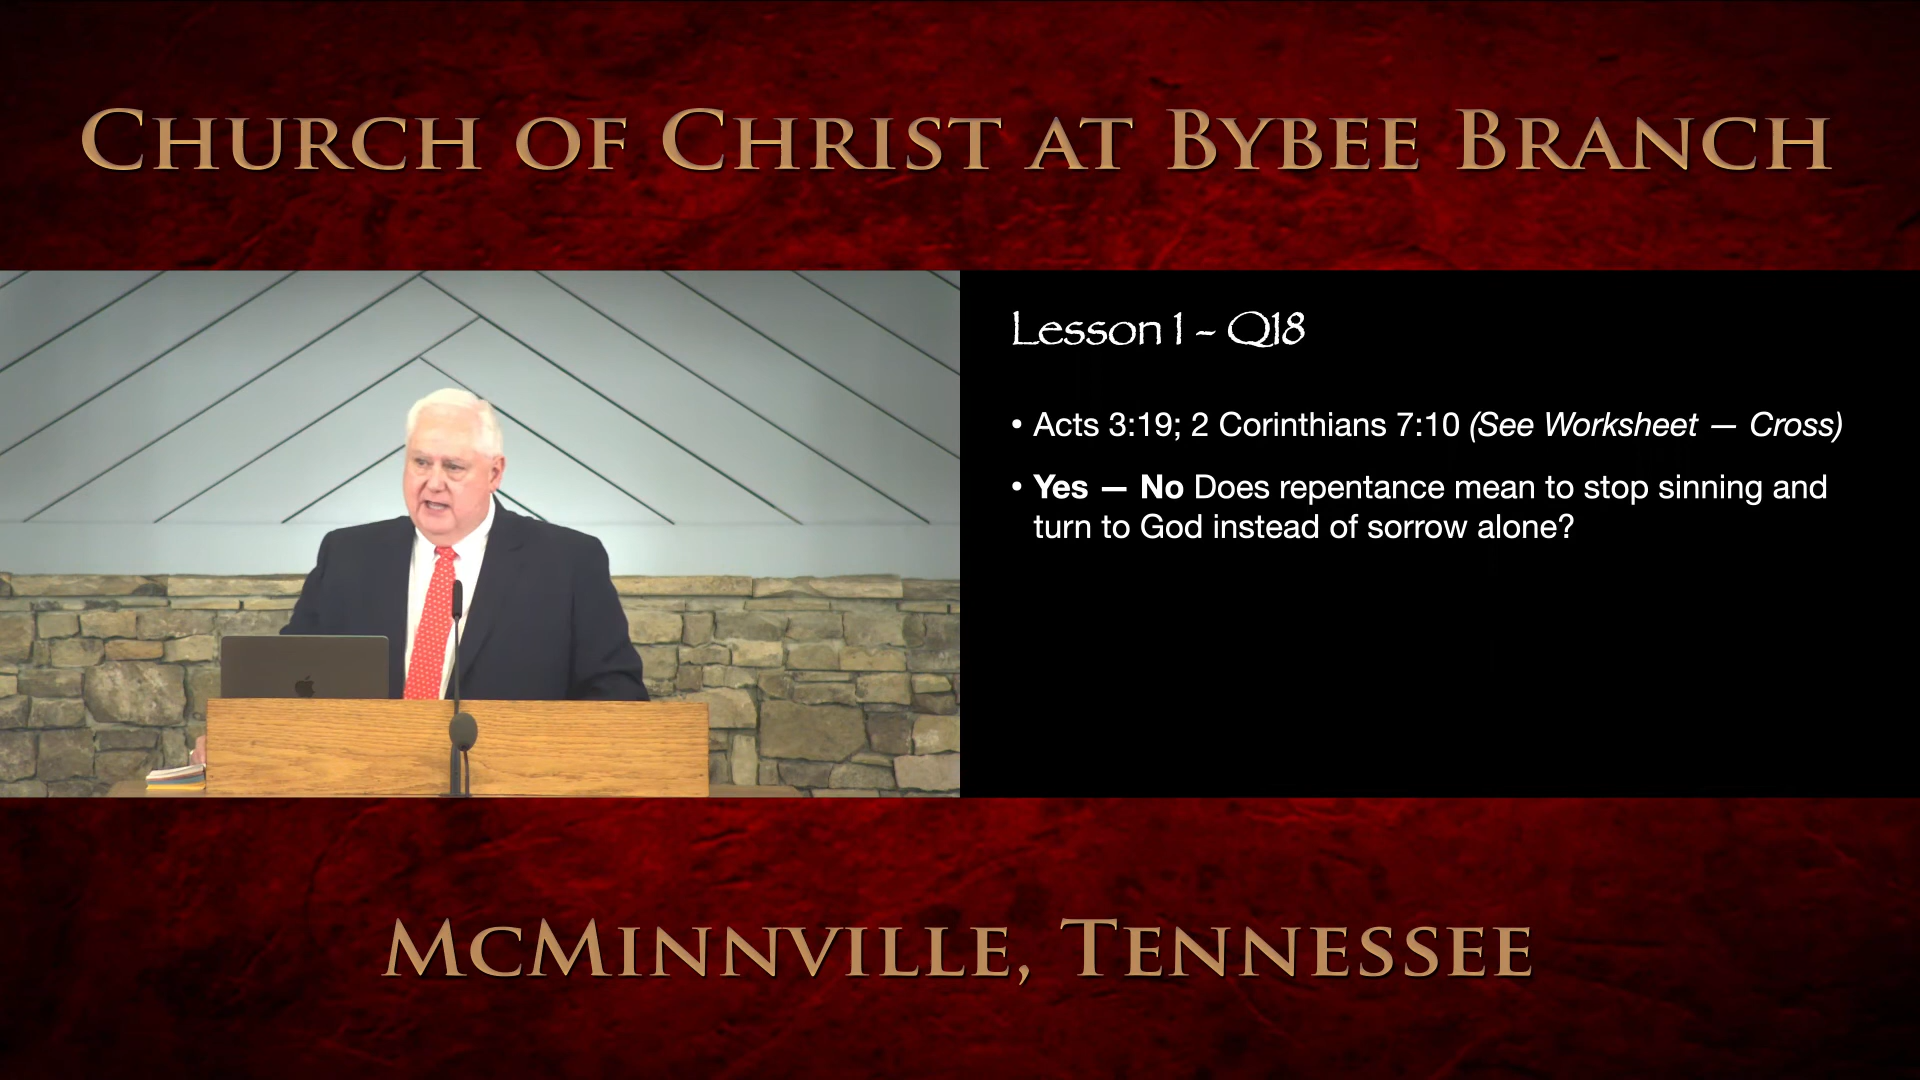 CHURCH OF CHRIST AT BYBEE BRANCH
Lesson 1 – Q18
• Acts 3:19; 2 Corinthians 7:10 (See Worksheet — Cross)
• Yes — No Does repentance mean to stop sinning and
turn to God instead of sorrow alone?
MCMINNVILLE, TENNESSEE